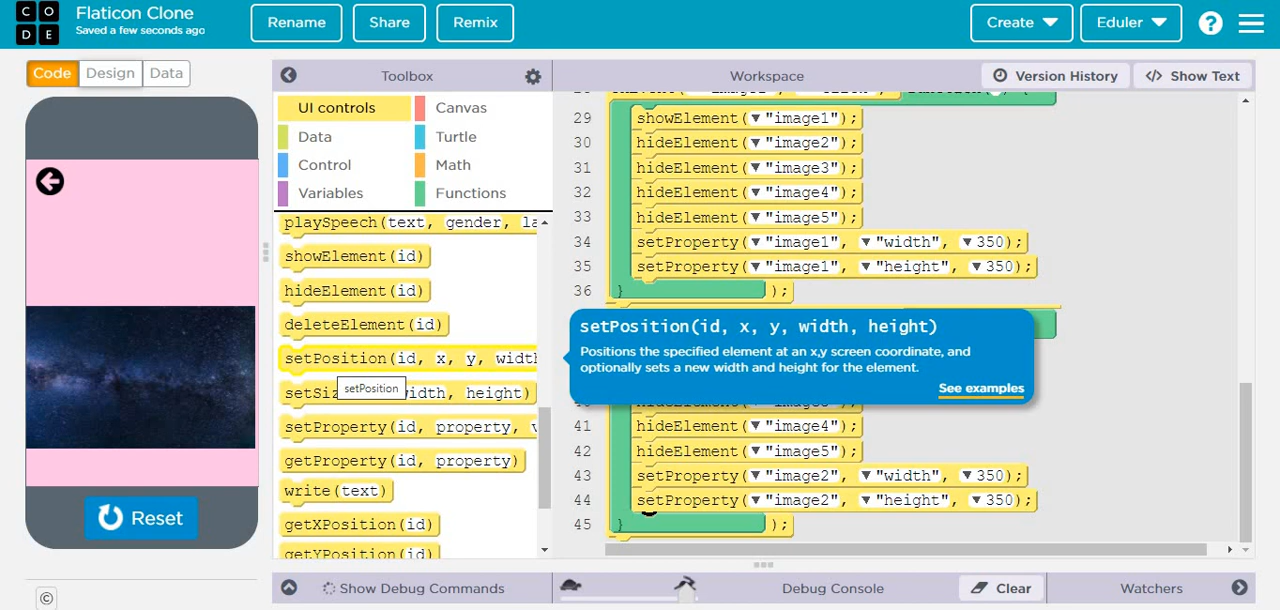 CODE
Flaticon Clone
Saved a few seconds ago
Rename
Share
Remix
Create
Eduler
?
Code
Design
Data
Toolbox
Workspace
Version History
</> Show Text
UI controls
Canvas
Data
Turtle
Control
Math
Variables
Functions
playSpeech(text, gender, la
showElement(id)
hideElement(id)
deleteElement(id)
setPosition(id, x, y, width
setPosition
width, height)
setProperty(id, property, v
getProperty(id, property)
write(text)
getXPosition(id)
getYPosition(id)
29 showElement("image1");
30 hideElement("image2");
31 hideElement("image3");
32 hideElement("image4");
33 hideElement("image5");
34 setProperty("image1", "width", 350);
35 setProperty("image1", "height", 350);
36 } );
setPosition(id, x, y, width, height)
Positions the specified element at an x,y screen coordinate, and
optionally sets a new width and height for the element.
See examples
41 hideElement("image4");
42 hideElement("image5");
43 setProperty("image2", "width", 350);
44 setProperty("image2", "height", 350);
45 } );
Reset
©
Show Debug Commands
Debug Console
Clear
Watchers